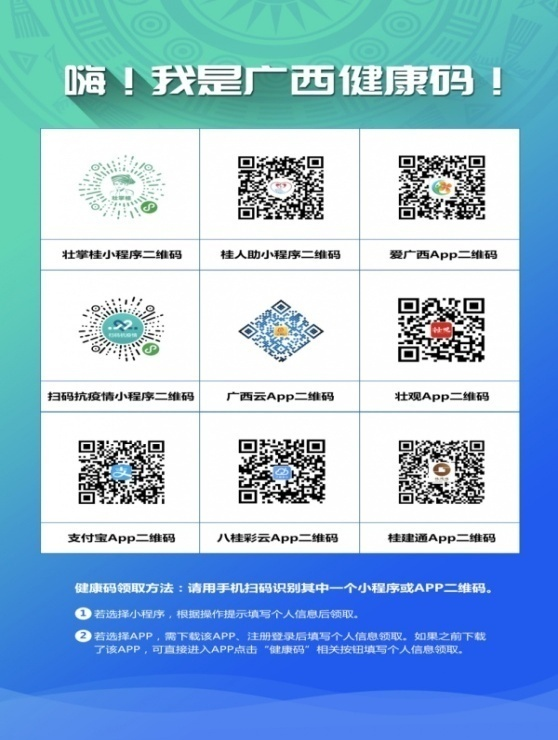 嗨！我是广西健康码！
壮掌桂小程序二维码
桂人助小程序二维码
爱广西App二维码
扫码抗疫情
壮观
扫码抗疫情小程序二维码
广西云App二维码
壮观App二维码
支付宝App二维码
八桂彩云App二维码
桂建通App二维码
健康码领取方法：请用手机扫码识别其中一个小程序或APP二维码。
1 若选择小程序，根据操作提示填写个人信息后领取。
2 若选择APP，需下载该APP、注册登录后填写个人信息领取。如果之前下载
了该APP，可直接进入APP点击“健康码”相关按钮填写个人信息领取。